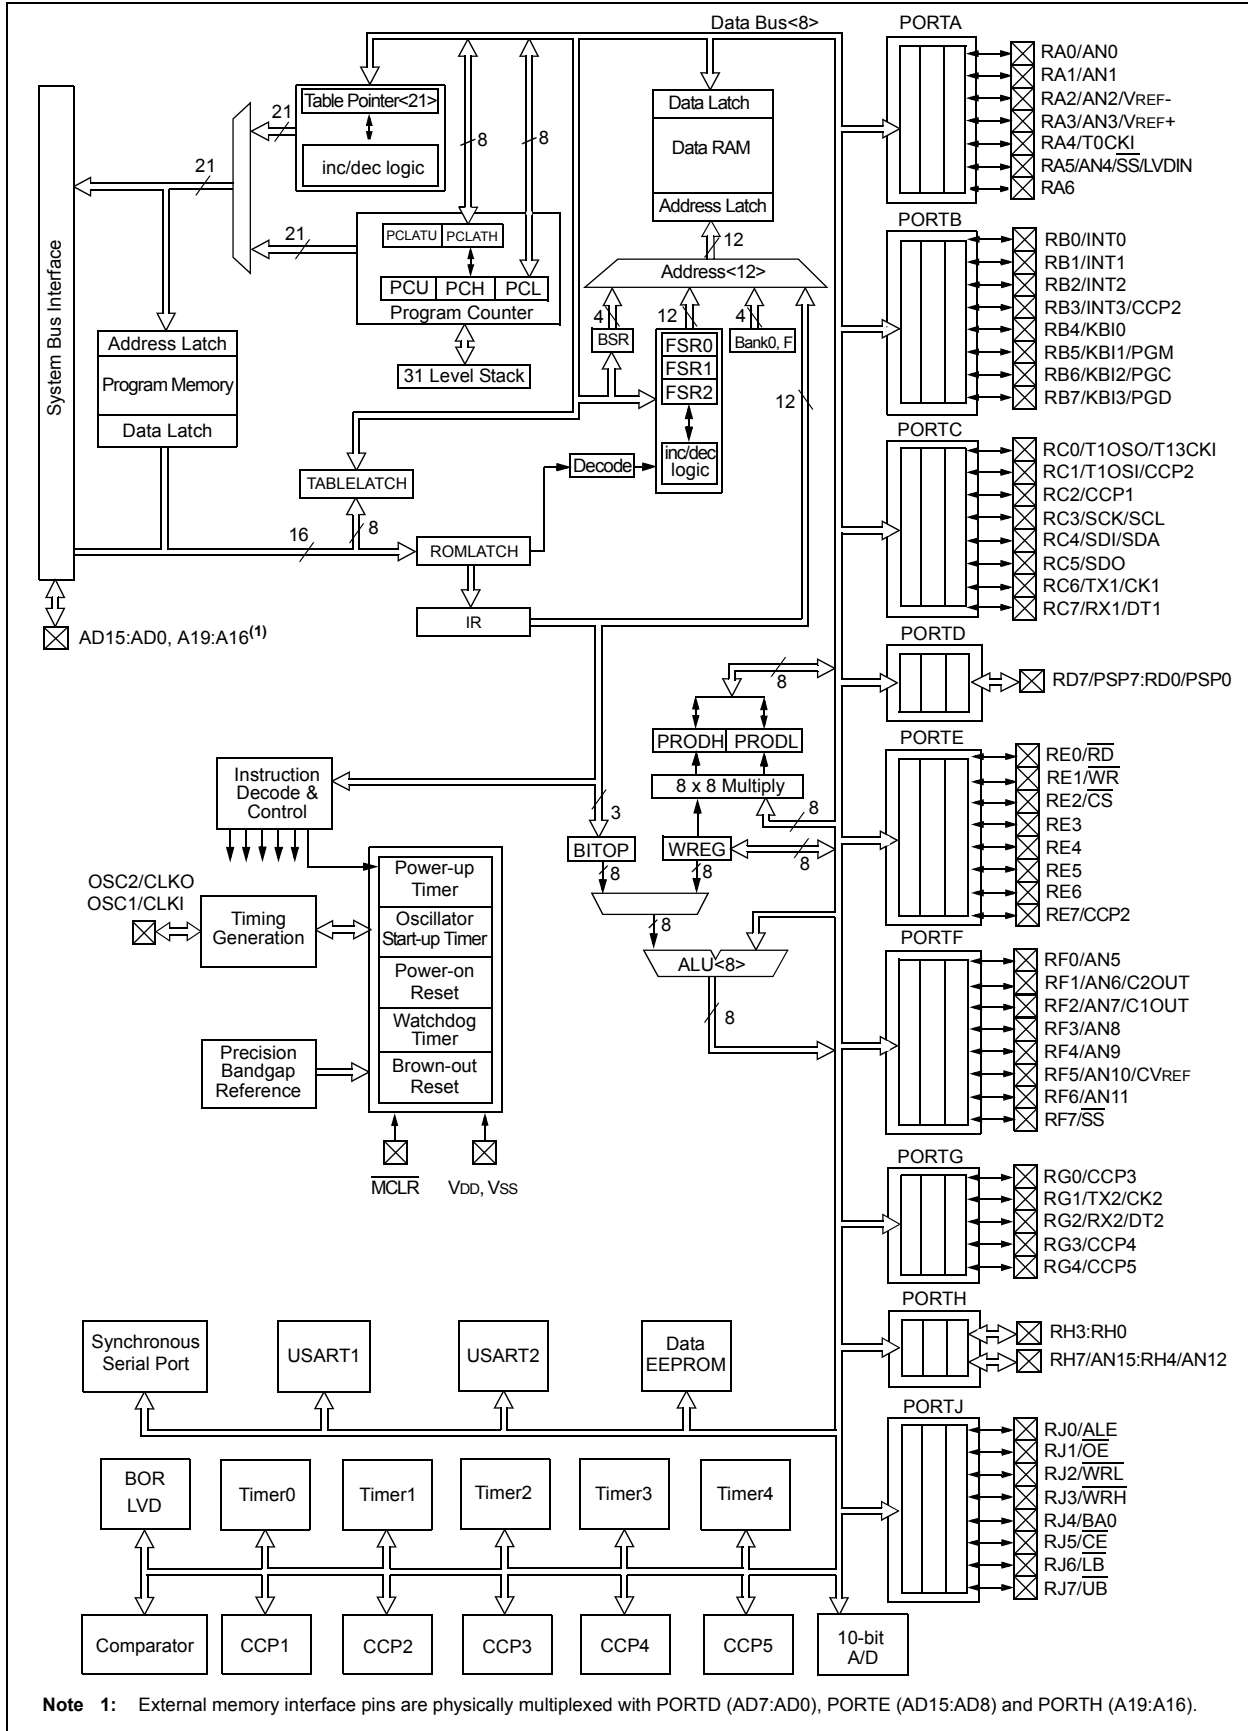 Data Bus<8>
21
Table Pointer<21>
inc/dec logic
21
21
8
8
PCLATU
PCLATH
PCU
PCH
PCL
Program Counter
31 Level Stack
System Bus Interface
Address Latch
Program Memory
Data Latch
AD15:AD0, A19:A16(1)
16
8
TABLELATCH
ROMLATCH
IR
Decode
Data Latch
Data RAM
Address Latch
12
Address<12>
4
12
4
BSR
FSR0
FSR1
FSR2
inc/dec
logic
Bank0, F
12
8
PRODH
PRODL
8 x 8 Multiply
8
3
BITOP
WREG
8
8
8
8
ALU<8>
8
Instruction
Decode &
Control
OSC2/CLKO
OSC1/CLKI
Timing
Generation
Precision
Bandgap
Reference
Power-up
Timer
Oscillator
Start-up Timer
Power-on
Reset
Watchdog
Timer
Brown-out
Reset
MCLR
VDD, VSS
Synchronous
Serial Port
USART1
USART2
Data
EEPROM
BOR
LVD
Timer0
Timer1
Timer2
Timer3
Timer4
Comparator
CCP1
CCP2
CCP3
CCP4
CCP5
10-bit
A/D
PORTA
RA0/AN0
RA1/AN1
RA2/AN2/VREF-
RA3/AN3/VREF+
RA4/T0CKI
RA5/AN4/SS/LVDIN
RA6
PORTB
RB0/INT0
RB1/INT1
RB2/INT2
RB3/INT3/CCP2
RB4/KBI0
RB5/KBI1/PGM
RB6/KBI2/PGC
RB7/KBI3/PGD
PORTC
RC0/T1OSO/T13CKI
RC1/T1OSI/CCP2
RC2/CCP1
RC3/SCK/SCL
RC4/SDI/SDA
RC5/SDO
RC6/TX1/CK1
RC7/RX1/DT1
PORTD
RD7/PSP7:RD0/PSP0
PORTE
RE0/RD
RE1/WR
RE2/CS
RE3
RE4
RE5
RE6
RE7/CCP2
PORTF
RF0/AN5
RF1/AN6/C2OUT
RF2/AN7/C1OUT
RF3/AN8
RF4/AN9
RF5/AN10/CVREF
RF6/AN11
RF7/SS
PORTG
RG0/CCP3
RG1/TX2/CK2
RG2/RX2/DT2
RG3/CCP4
RG4/CCP5
PORTH
RH3:RH0
RH7/AN15:RH4/AN12
PORTJ
RJ0/ALE
RJ1/OE
RJ2/WRL
RJ3/WRH
RJ4/BA0
RJ5/CE
RJ6/LB
RJ7/UB
Note 1: External memory interface pins are physically multiplexed with PORTD (AD7:AD0), PORTE (AD15:AD8) and PORTH (A19:A16).